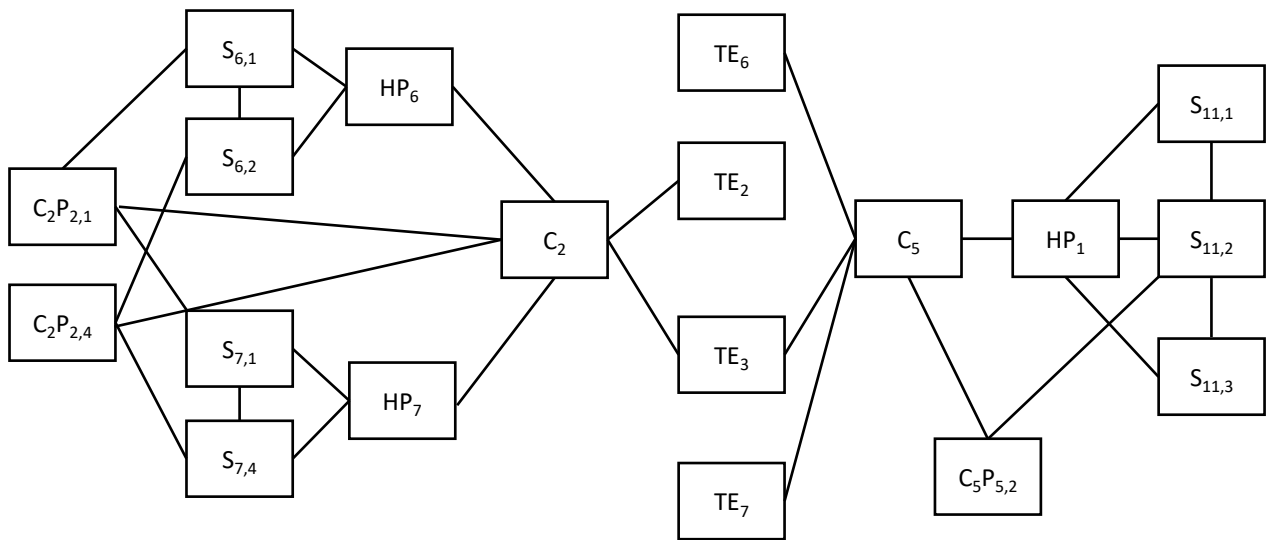 S6,1
HP6
S6,2
C2P2,1
C2P2,4
S7,1
HP7
S7,4
C2
TE6
TE2
TE3
TE7
C5
HP1
S11,1
S11,2
S11,3
C5P5,2